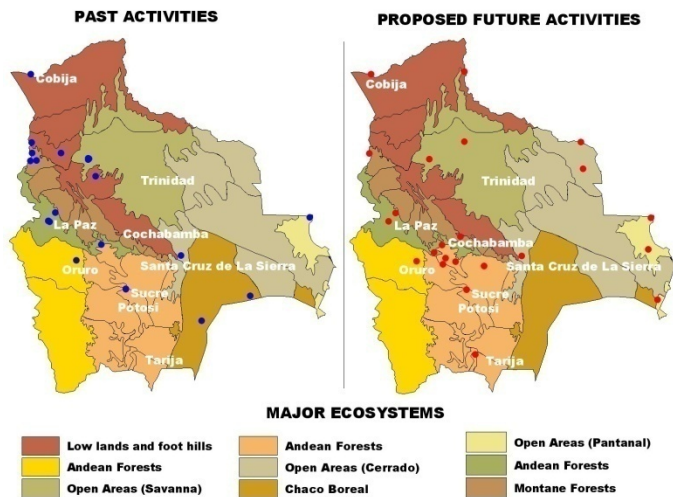 PAST ACTIVITIES
PROPOSED FUTURE ACTIVITIES
Cobija
Trinidad
La Paz
Cochabamba
Oruro
Santa Cruz de La Sierra
Sucre
Potosi
Tarija
Cobija
Trinidad
La Paz
Cochabamba
Oruro
Santa Cruz de La Sierra
Sucre
Potosi
Tarija
MAJOR ECOSYSTEMS
Low lands and foot hills
Andean Forests
Open Areas (Savanna)
Andean Forests
Open Areas (Cerrado)
Chaco Boreal
Open Areas (Pantanal)
Andean Forests
Montane Forests